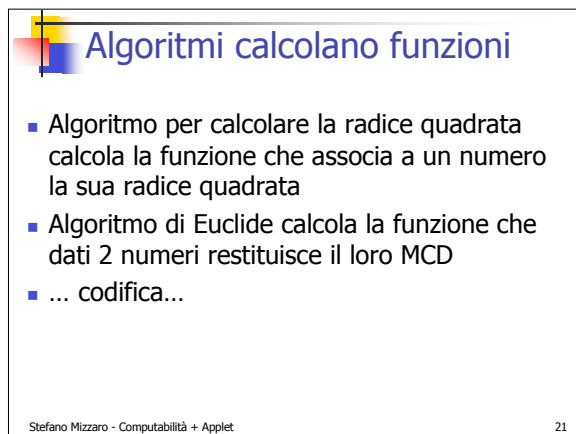 Algoritmi calcolano funzioni
Algoritmo per calcolare la radice quadrata
calcola la funzione che associa a un numero
la sua radice quadrata
Algoritmo di Euclide calcola la funzione che
dati 2 numeri restituisce il loro MCD
... codifica...
Stefano Mizzaro - Computabilità + Applet 21